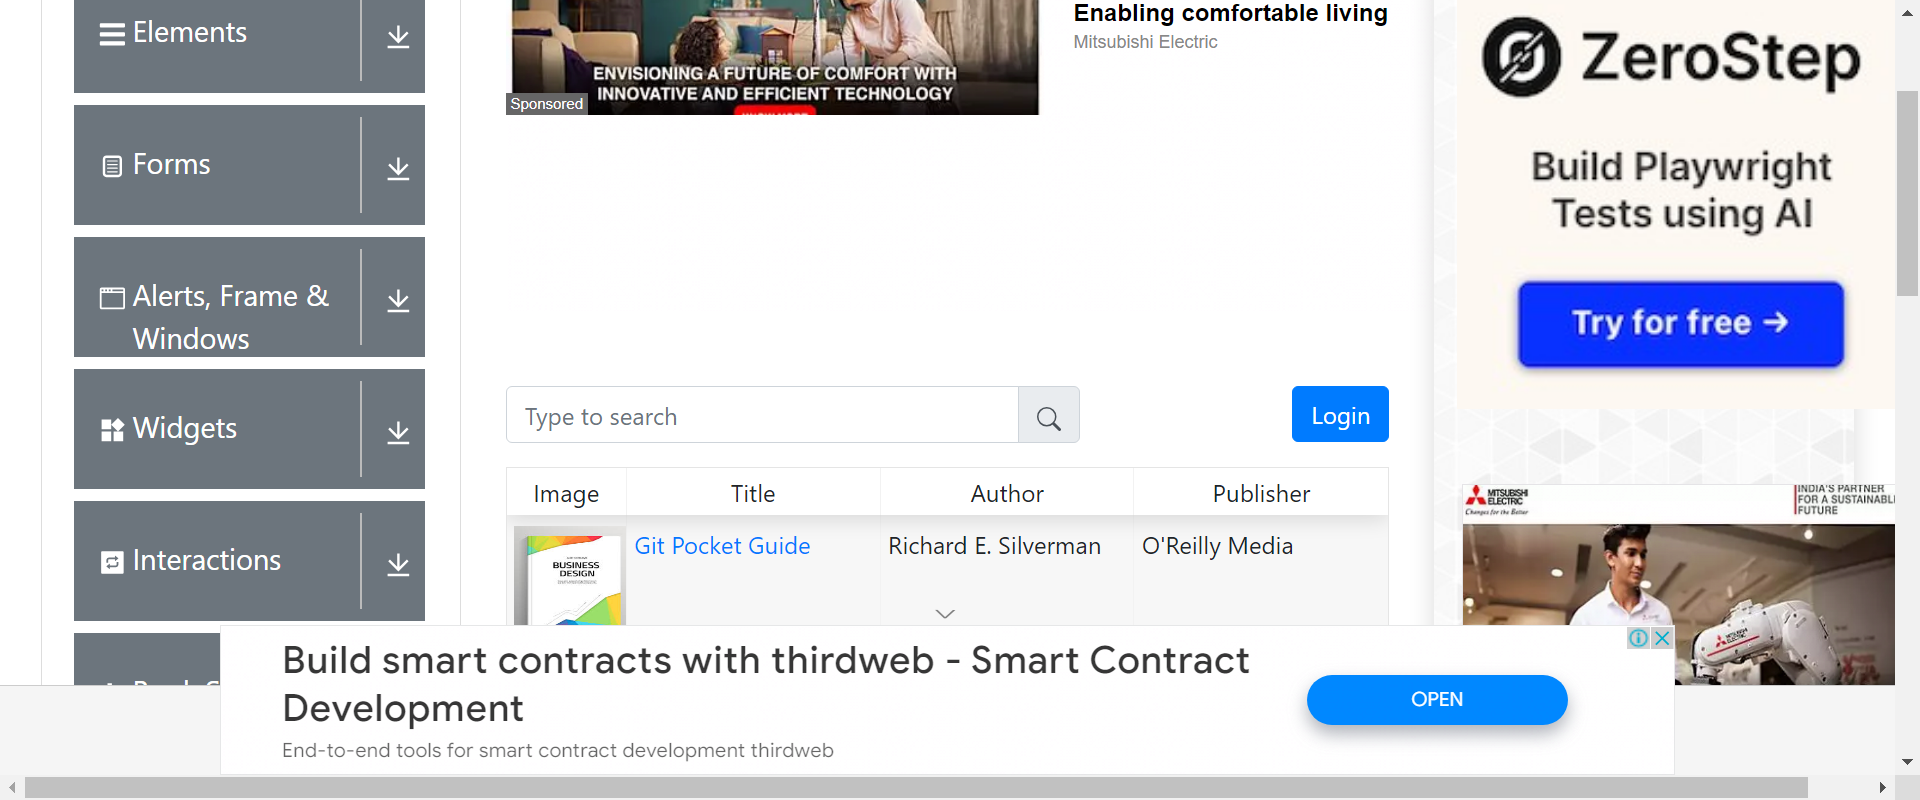 Elements
Forms
Alerts, Frame &
Windows
Widgets
Interactions
ENVISIONING A FUTURE OF COMFORT WITH
INNOVATIVE AND EFFICIENT TECHNOLOGY
Sponsored
Enabling comfortable living
Mitsubishi Electric
Type to search
Login
Image Title Author Publisher
BUSINESS
DESIGN
Git Pocket Guide Richard E. Silverman O'Reilly Media
ZeroStep
Build Playwright
Tests using AI
Try for free →
MITSUBISHI
ELECTRIC
Changes for the Better
INDIA'S PARTNER
FOR A SUSTAINABL
FUTURE
Build smart contracts with thirdweb - Smart Contract
Development
End-to-end tools for smart contract development thirdweb
OPEN